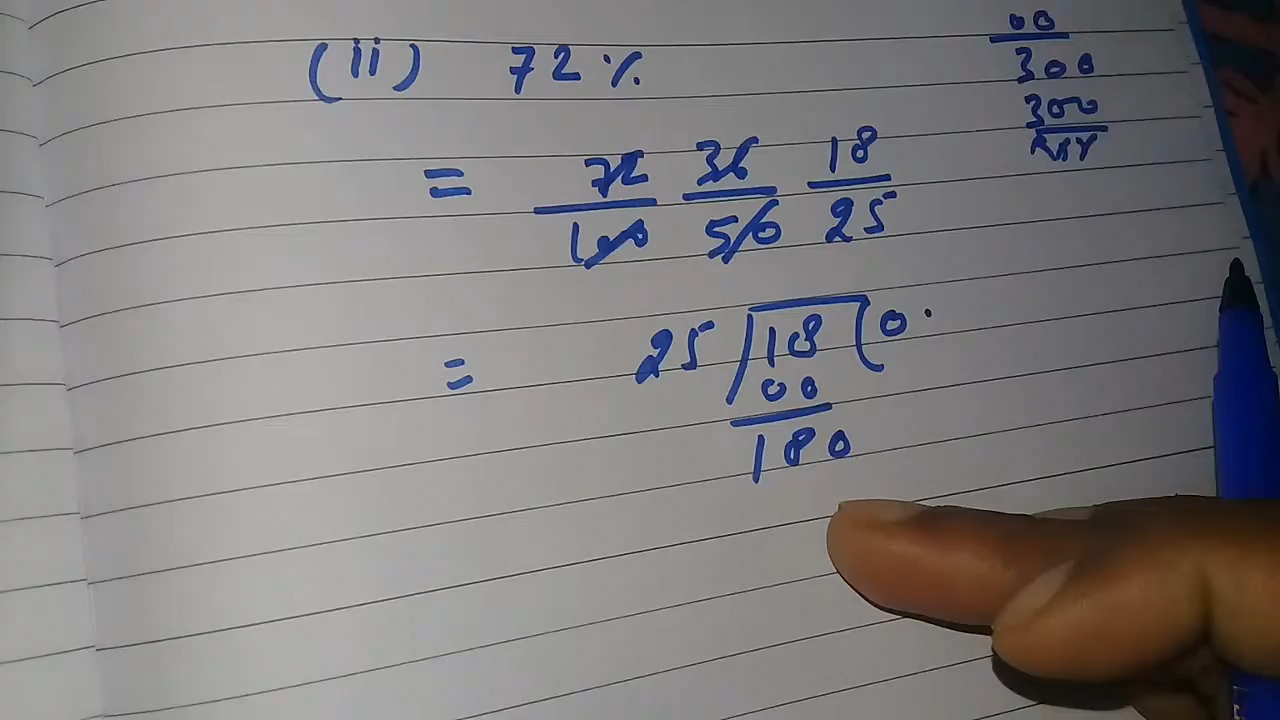 (ii) 72%
00
300
300
= 72/100 36/50 18/25
= 25 18 (0.
00
180